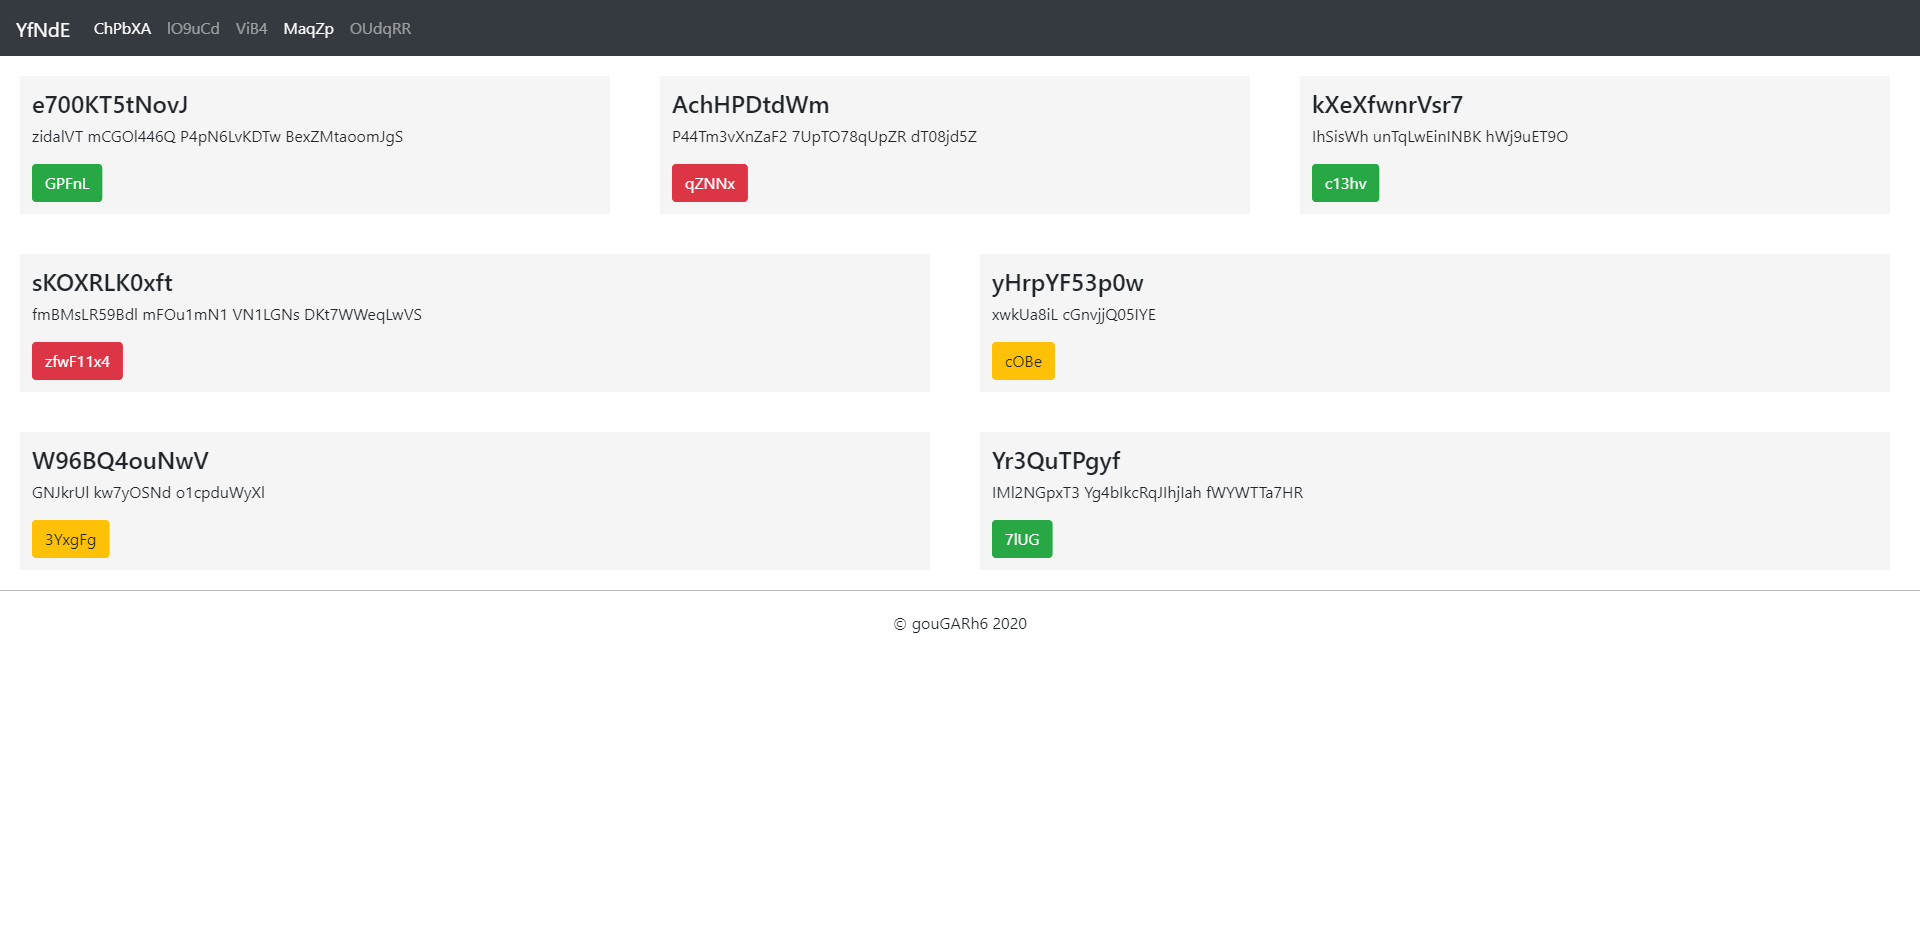 YfNdE ChPbXA lO9uCd ViB4 MaqZp OUdqRR
e700KT5tNovJ
zidalVT mCGOl446Q P4pN6LvKDTw BexZMtaoomJgS
GPFnL
AchHPDtdWm
P44Tm3vXnZaF2 7UpTO78qUpZR dT08jd5Z
qZNNx
kXeXfwnrVsr7
IhSisWh unTqLwEinINBK hWj9uET9O
c13hv
sKOXRLK0xft
fmBMsLR59Bdl mFOu1mN1 VN1LGNs DKt7WWeqLwVS
zfwF11x4
yHrpYF53p0w
xwkUa8iL cGnvjjQ05IYE
cOBe
W96BQ4ouNwV
GNJkrUl kw7yOSNd o1cpduWyXl
3YxgFg
Yr3QuTPgyf
IMl2NGpxT3 Yg4bIkcRqJIhjIah fWYWTTa7HR
7lUG
© gouGARh6 2020